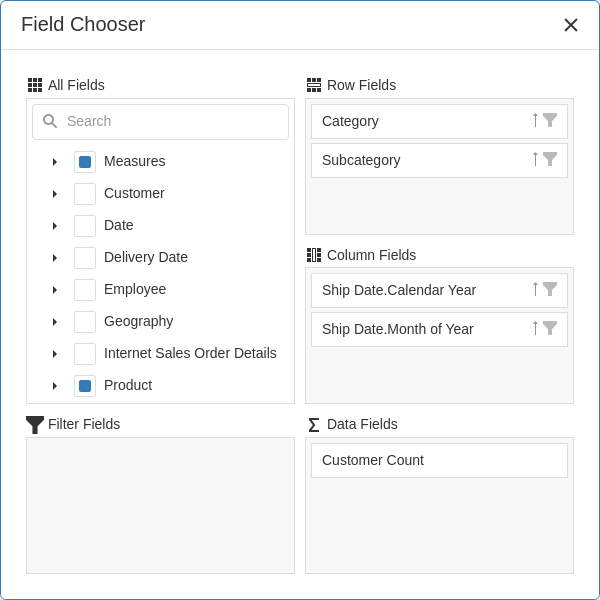 Field Chooser
All Fields
Search
Measures
Customer
Date
Delivery Date
Employee
Geography
Internet Sales Order Details
Product
Row Fields
Category
Subcategory
Column Fields
Ship Date.Calendar Year
Ship Date.Month of Year
Filter Fields
Data Fields
Customer Count